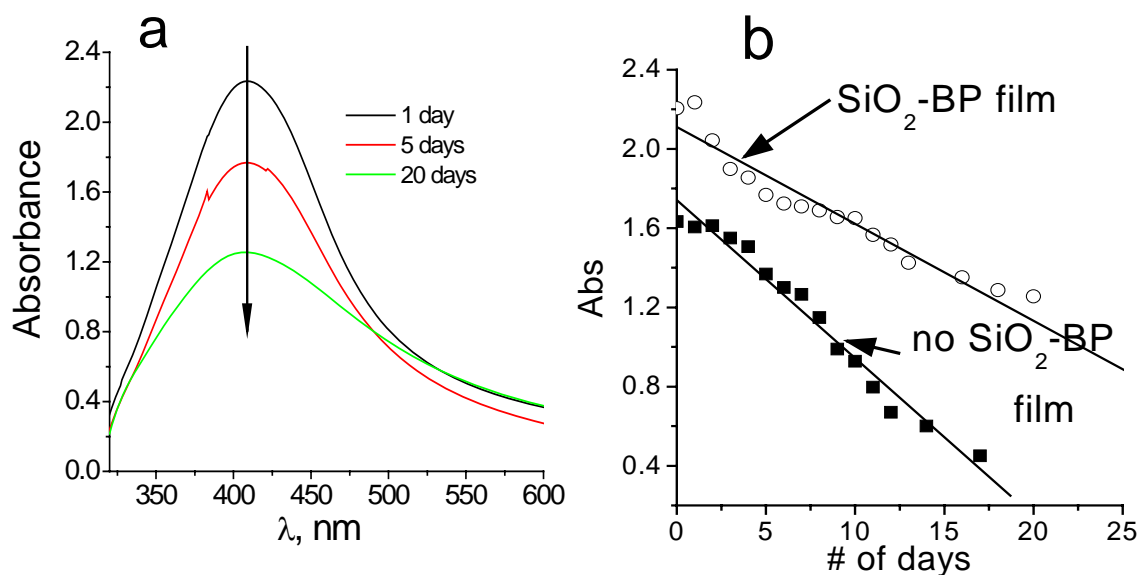 a
2.4
2.0
1.6
1.2
0.8
0.4
0.0
Absorbance
1 day
5 days
20 days
350 400 450 500 550 600
λ, nm
b
2.4
2.0
1.6
1.2
0.8
0.4
Abs
SiO₂-BP film
no SiO₂-BP
film
0 5 10 15 20 25
# of days